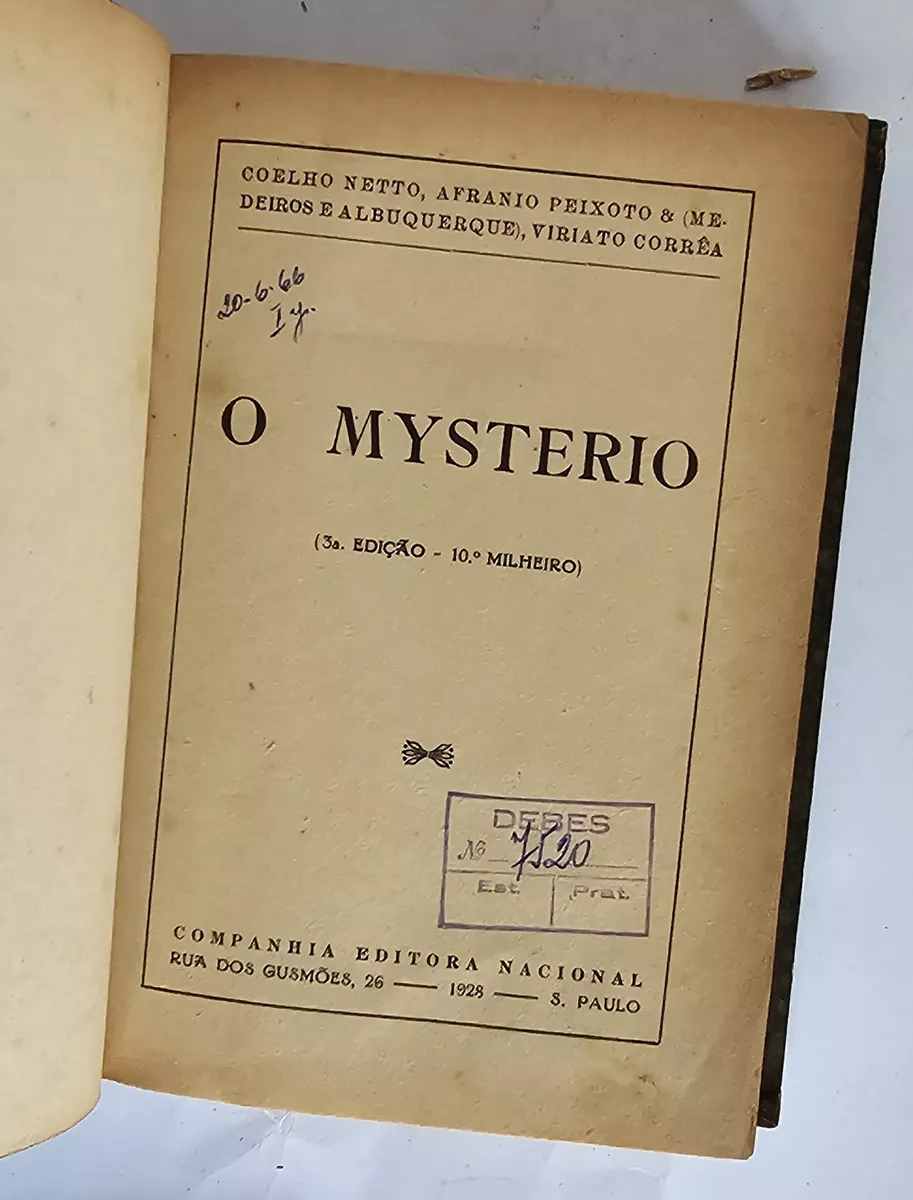 COELHO NETTO, AFRANIO PEIXOTO & (ME-
DEIROS E ALBUQUERQUE), VIRIATO CORRÊA
20-6-66
O MYSTERIO
(3a. EDIÇÃO - 10.º MILHEIRO)
DEBES
Nº 7520
Est. Prat.
COMPANHIA EDITORA NACIONAL
RUA DOS GUSMÕES, 26 — 1928 — S. PAULO